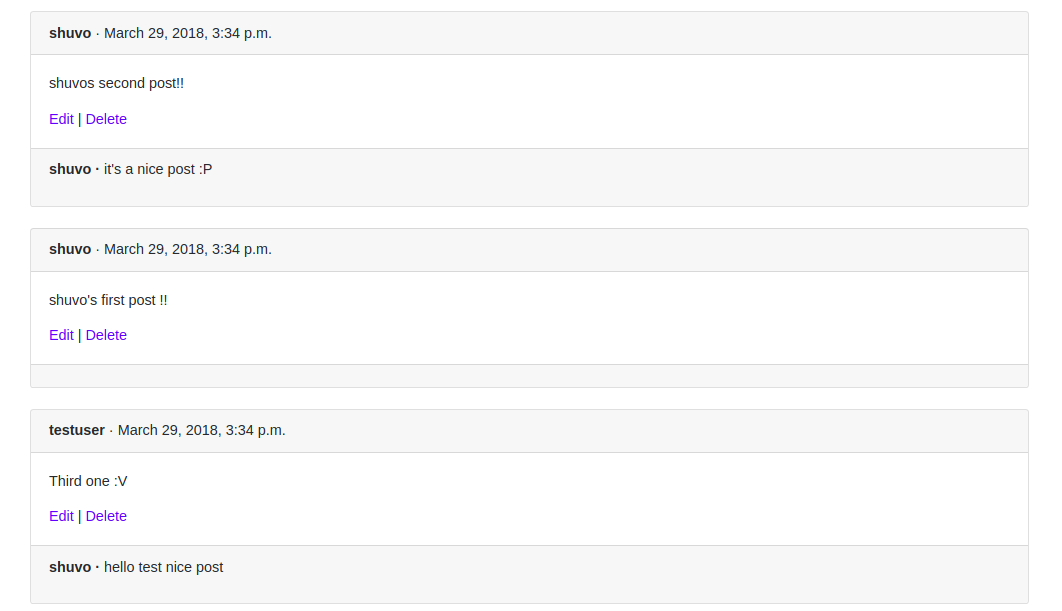 shuvo · March 29, 2018, 3:34 p.m.
shuvos second post!!
Edit | Delete
shuvo · it's a nice post :P
shuvo · March 29, 2018, 3:34 p.m.
shuvo's first post !!
Edit | Delete
testuser · March 29, 2018, 3:34 p.m.
Third one :V
Edit | Delete
shuvo · hello test nice post